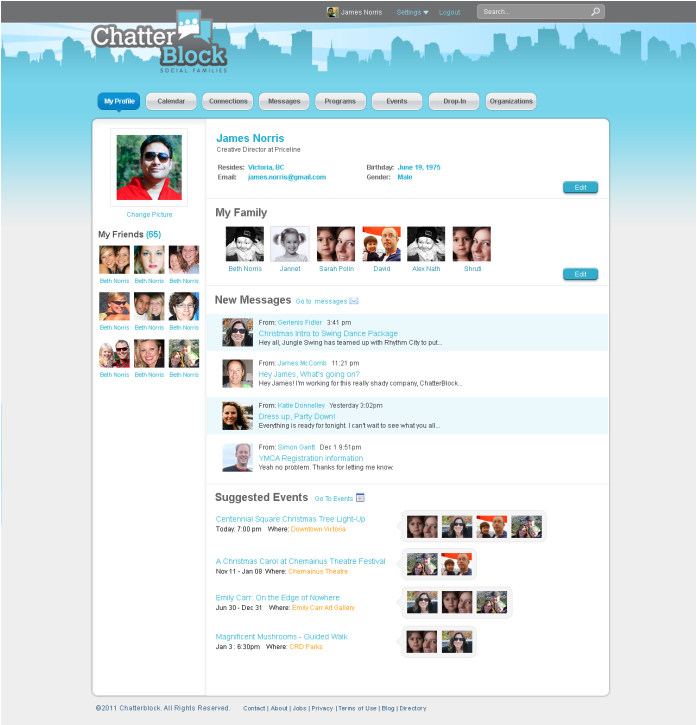 James Norris Settings Logout Search...
Chatter
Block
SOCIAL FAMILIES
My Profile Calendar Connections Messages Programs Events Drop-In Organizations
James Norris
Creative Director at Priceline
Resides: Victoria, BC Birthday: June 19, 1975
Email: james.norris@gmail.com Gender: Male
Edit
Change Picture
My Friends (65)
Beth Norris Beth Norris Beth Norris
Beth Norris Beth Norris Beth Norris
Beth Norris Beth Norris Beth Norris
My Family
Beth Norris Jannet Sarah Polin David Alex Nath Shruti
Edit
New Messages Go to messages
From: Gerlenis Fidler 3:41 pm
Christmas Intro to Swing Dance Package
Hey all, Jungle Swing has teamed up with Rhythm City to put...
From: James McComb 11:21 pm
Hey James, What's going on?
Hey James! I'm working for this really shady company, ChatterBlock...
From: Katie Donnelley Yesterday 3:02pm
Dress up, Party Down!
Everything is ready for tonight. I can't wait to see what you all...
From: Simon Gantt Dec 1 9:51pm
YMCA Registration information
Yeah no problem. Thanks for letting me know.
Suggested Events Go To Events
Centennial Square Christmas Tree Light-Up
Today: 7:00 pm Where: Downtown Victoria
A Christmas Carol at Chemainus Theatre Festival
Nov 11 - Jan 08 Where: Chemainus Theatre
Emily Carr: On the Edge of Nowhere
Jun 30 - Dec 31 Where: Emily Carr Art Gallery
Magnificent Mushrooms - Guided Walk
Jan 3 : 6:30pm Where: CRD Parks
©2011 Chatterblock. All Rights Reserved. Contact | About | Jobs | Privacy | Terms of Use | Blog | Directory